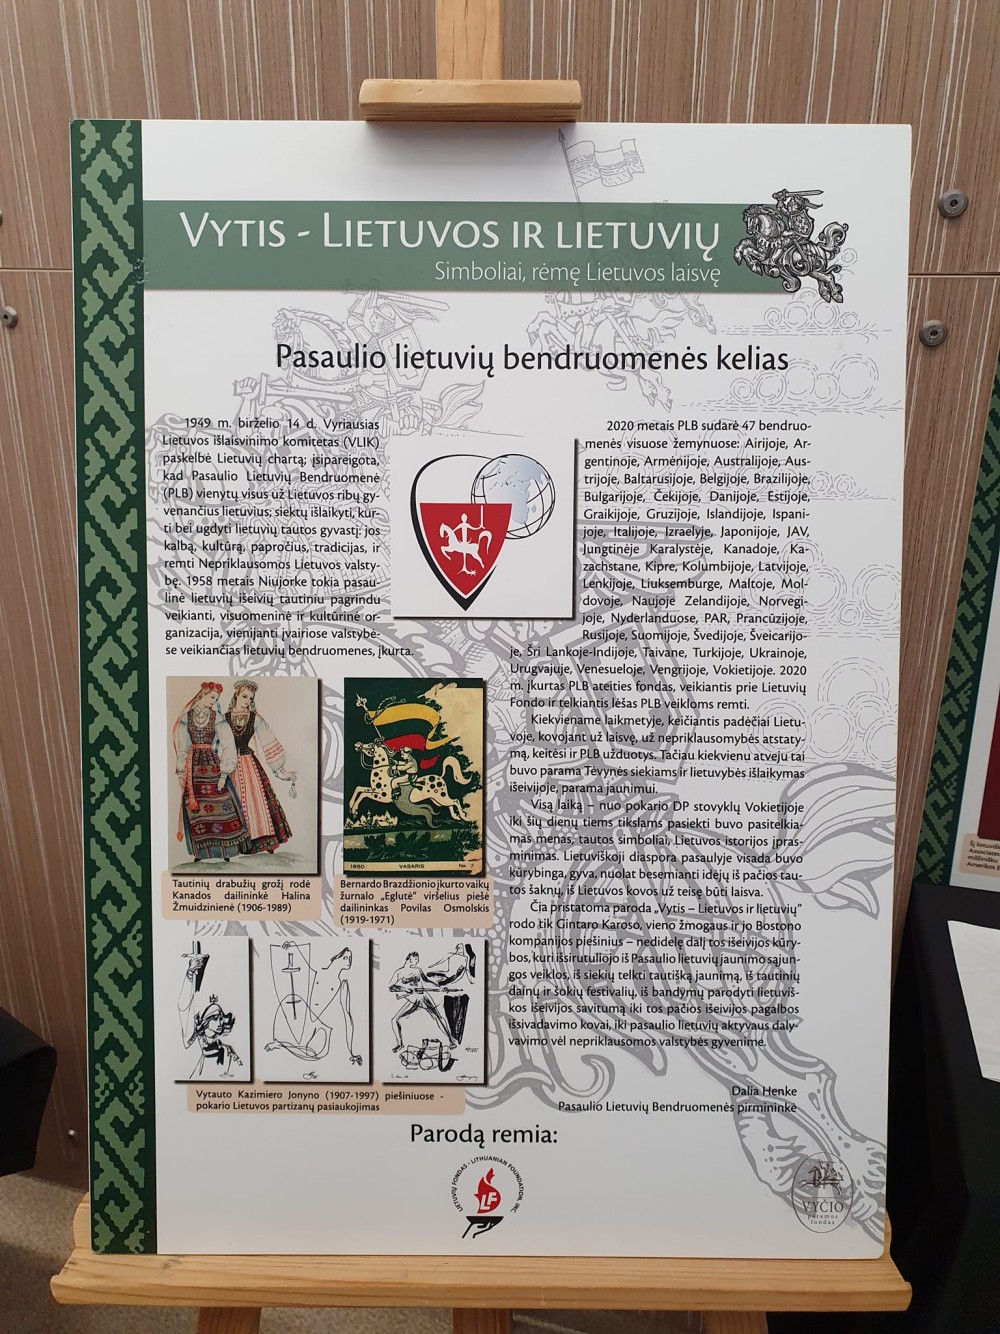 VYTIS - LIETUVOS IR LIETUVIŲ
Simboliai, rėmę Lietuvos laisvę
Pasaulio lietuvių bendruomenės kelias
1949 m. birželio 14 d. Vyriausias
Lietuvos išlaisvinimo komitetas (VLIK)
paskelbė Lietuvių chartą; įsipareigota,
kad Pasaulio Lietuvių Bendruomenė
(PLB) vienytų visus už Lietuvos ribų gy-
venančius lietuvius; siektų išlaikyti, kur-
ti bei ugdyti lietuvių tautos gyvastį: jos
kalbą, kultūrą, papročius, tradicijas, ir
remti Nepriklausomos Lietuvos valsty-
bę. 1958 metais Niujorke tokia pasau-
linė lietuvių išeivių tautiniu pagrindu
veikianti, visuomeninė ir kultūrinė or-
ganizacija, vienijanti įvairiose valstybė-
se veikiančias lietuvių bendruomenes, įkurta.
2020 metais PLB sudarė 47 bendruo-
menės visuose žemynuose: Airijoje, Ar-
gentinoje, Armėnijoje, Australijoje, Aus-
trijoje, Baltarusijoje, Belgijoje, Brazilijoje,
Bulgarijoje, Čekijoje, Danijoje, Estijoje,
Graikijoje, Gruzijoje, Islandijoje, Ispani-
joje, Italijoje, Izraelyje, Japonijoje, JAV,
Jungtinėje Karalystėje, Kanadoje, Ka-
zachstane, Kipre, Kolumbijoje, Latvijoje,
Lenkijoje, Liuksemburge, Maltoje, Mol-
dovoje, Naujoje Zelandijoje, Norvegi-
joje, Nyderlanduose, PAR, Prancūzijoje,
Rusijoje, Suomijoje, Švedijoje, Šveicarijo-
je, Šri Lankoje-Indijoje, Taivane, Turkijoje, Ukrainoje,
Urugvajuje, Venesueloje, Vengrijoje, Vokietijoje. 2020
m. įkurtas PLB ateities fondas, veikiantis prie Lietuvių
Fondo ir telkiantis lėšas PLB veikloms remti.
Kiekviename laikmetyje, keičiantis padėčiai Lietu-
voje, kovojant už laisvę, už nepriklausomybės atstaty-
mą, keitėsi ir PLB užduotys. Tačiau kiekvienu atveju tai
buvo parama Tėvynės siekiams ir lietuvybės išlaikymas
išeivijoje, parama jaunimui.
Visą laiką – nuo pokario DP stovyklų Vokietijoje
iki šių dienų tiems tikslams pasiekti buvo pasitelkia-
mas menas, tautos simboliai, Lietuvos istorijos įpras-
minimas. Lietuviškoji diaspora pasaulyje visada buvo
kūrybinga, gyva, nuolat besemianti idėjų iš pačios tau-
tos šaknų, iš Lietuvos kovos už teisę būti laisva.
Čia pristatoma paroda „Vytis – Lietuvos ir lietuvių“
rodo tik Gintaro Karoso, vieno žmogaus ir jo Bostono
kompanijos piešinius – nedidelę dalį tos išeivijos kūry-
bos, kuri išsirutuliojo iš Pasaulio lietuvių jaunimo sąjun-
gos veiklos, iš siekių telkti tautišką jaunimą, iš tautinių
dainų ir šokių festivalių, iš bandymų parodyti lietuviš-
kos išeivijos savitumą iki tos pačios išeivijos pagalbos
išsivadavimo kovai, iki pasaulio lietuvių aktyvaus daly-
vavimo vėl nepriklausomos valstybės gyvenime.
Dalia Henke
Pasaulio Lietuvių Bendruomenės pirmininkė
1950 VASARIS No. 7
Tautinių drabužių grožį rodė
Kanados dailininkė Halina
Žmuidzinienė (1906-1989)
Bernardo Brazdžionio įkurto vaikų
žurnalo „Eglutė“ viršelius piešė
dailininkas Povilas Osmolskis
(1919-1971)
Vytauto Kazimiero Jonyno (1907-1997) piešiniuose -
pokario Lietuvos partizanų pasiaukojimas
Parodą remia:
LIETUVIŲ FONDAS - LITHUANIAN FOUNDATION, INC.
LF
VYČIO
paramos
fondas